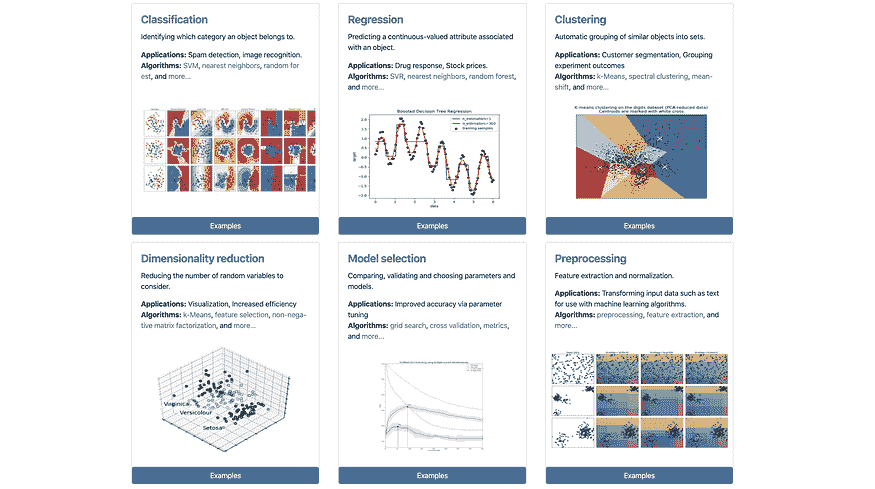 Classification
Identifying which category an object belongs to.
Applications: Spam detection, image recognition.
Algorithms: SVM, nearest neighbors, random for
est, and more...
Examples
Regression
Predicting a continuous-valued attribute associated
with an object.
Applications: Drug response, Stock prices.
Algorithms: SVR, nearest neighbors, random forest,
and more...
Boosted Decision Tree Regression
n_estimators=1
n_estimators=300
training samples
target
data
Examples
Clustering
Automatic grouping of similar objects into sets.
Applications: Customer segmentation, Grouping
experiment outcomes
Algorithms: k-Means, spectral clustering, mean-
shift, and more...
K-means clustering on the digits dataset (PCA-reduced data)
Centroids are marked with white cross
Examples
Dimensionality reduction
Reducing the number of random variables to
consider.
Applications: Visualization, Increased efficiency
Algorithms: k-Means, feature selection, non-nega-
tive matrix factorization, and more...
Virginica
Versicolour
Setosa
Examples
Model selection
Comparing, validating and choosing parameters and
models.
Applications: Improved accuracy via parameter
tuning
Algorithms: grid search, cross validation, metrics,
and more...
Examples
Preprocessing
Feature extraction and normalization.
Applications: Transforming input data such as text
for use with machine learning algorithms.
Algorithms: preprocessing, feature extraction, and
more...
Examples